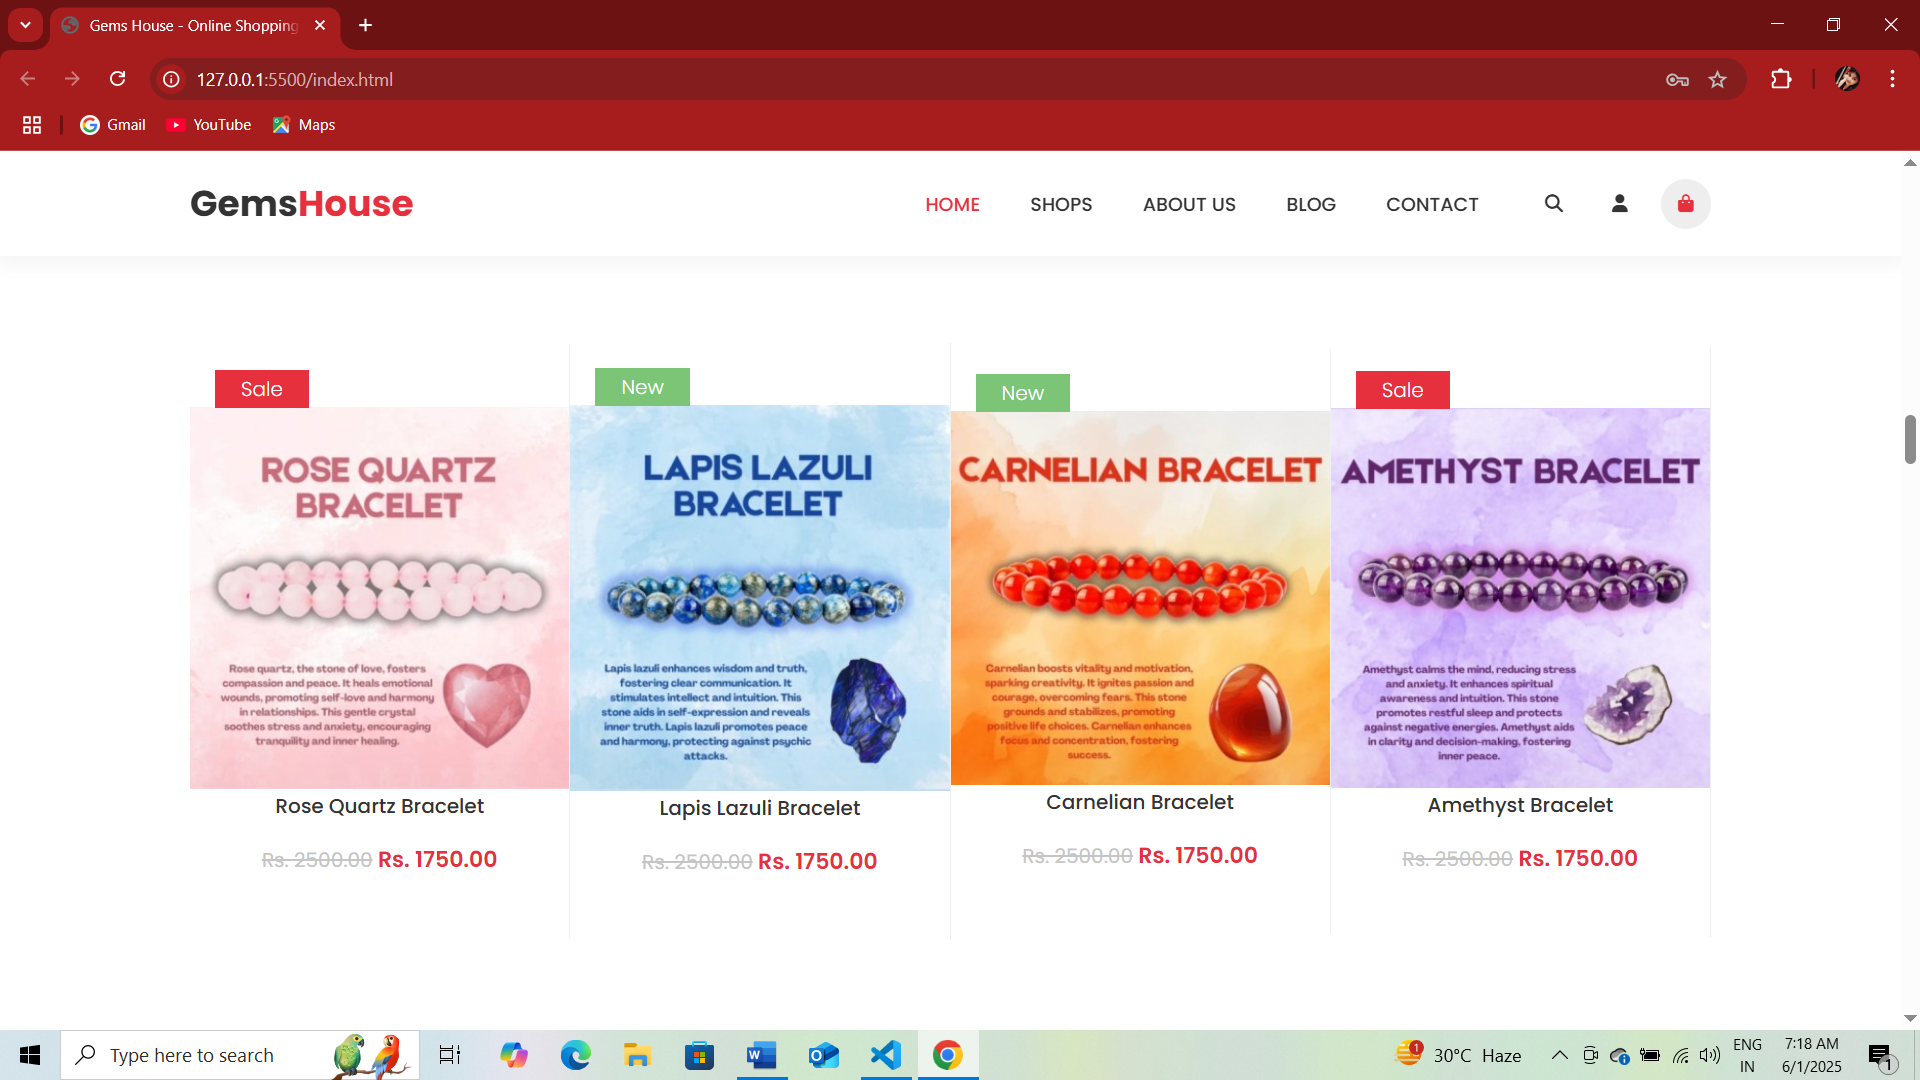 Gems House - Online Shopping
127.0.0.1:5500/index.html
Gmail
YouTube
Maps
GemsHouse
HOME
SHOPS
ABOUT US
BLOG
CONTACT
Sale
ROSE QUARTZ
BRACELET
Rose quartz, the stone of love, fosters
compassion and peace. It heals emotional
wounds, promoting self-love and harmony
in relationships. This gentle crystal
soothes stress and anxiety, encouraging
tranquility and inner healing.
Rose Quartz Bracelet
Rs. 2500.00 Rs. 1750.00
New
LAPIS LAZULI
BRACELET
Lapis lazuli enhances wisdom and truth,
fostering clear communication. It
stimulates intellect and intuition. This
stone aids in self-expression and reveals
inner truth. Lapis lazuli promotes peace
and harmony, protecting against psychic
attacks.
Lapis Lazuli Bracelet
Rs. 2500.00 Rs. 1750.00
New
CARNELIAN BRACELET
Carnelian boosts vitality and motivation,
sparking creativity. It ignites passion and
courage, overcoming fears. This stone
grounds and stabilizes, promoting
positive life choices. Carnelian enhances
focus and concentration, fostering
success.
Carnelian Bracelet
Rs. 2500.00 Rs. 1750.00
Sale
AMETHYST BRACELET
Amethyst calms the mind, reducing stress
and anxiety. It enhances spiritual
awareness and intuition. This stone
promotes restful sleep and protects
against negative energies. Amethyst aids
in clarity and decision-making, fostering
inner peace.
Amethyst Bracelet
Rs. 2500.00 Rs. 1750.00
Type here to search
1
30°C Haze
ENG
IN
7:18 AM
6/1/2025
1